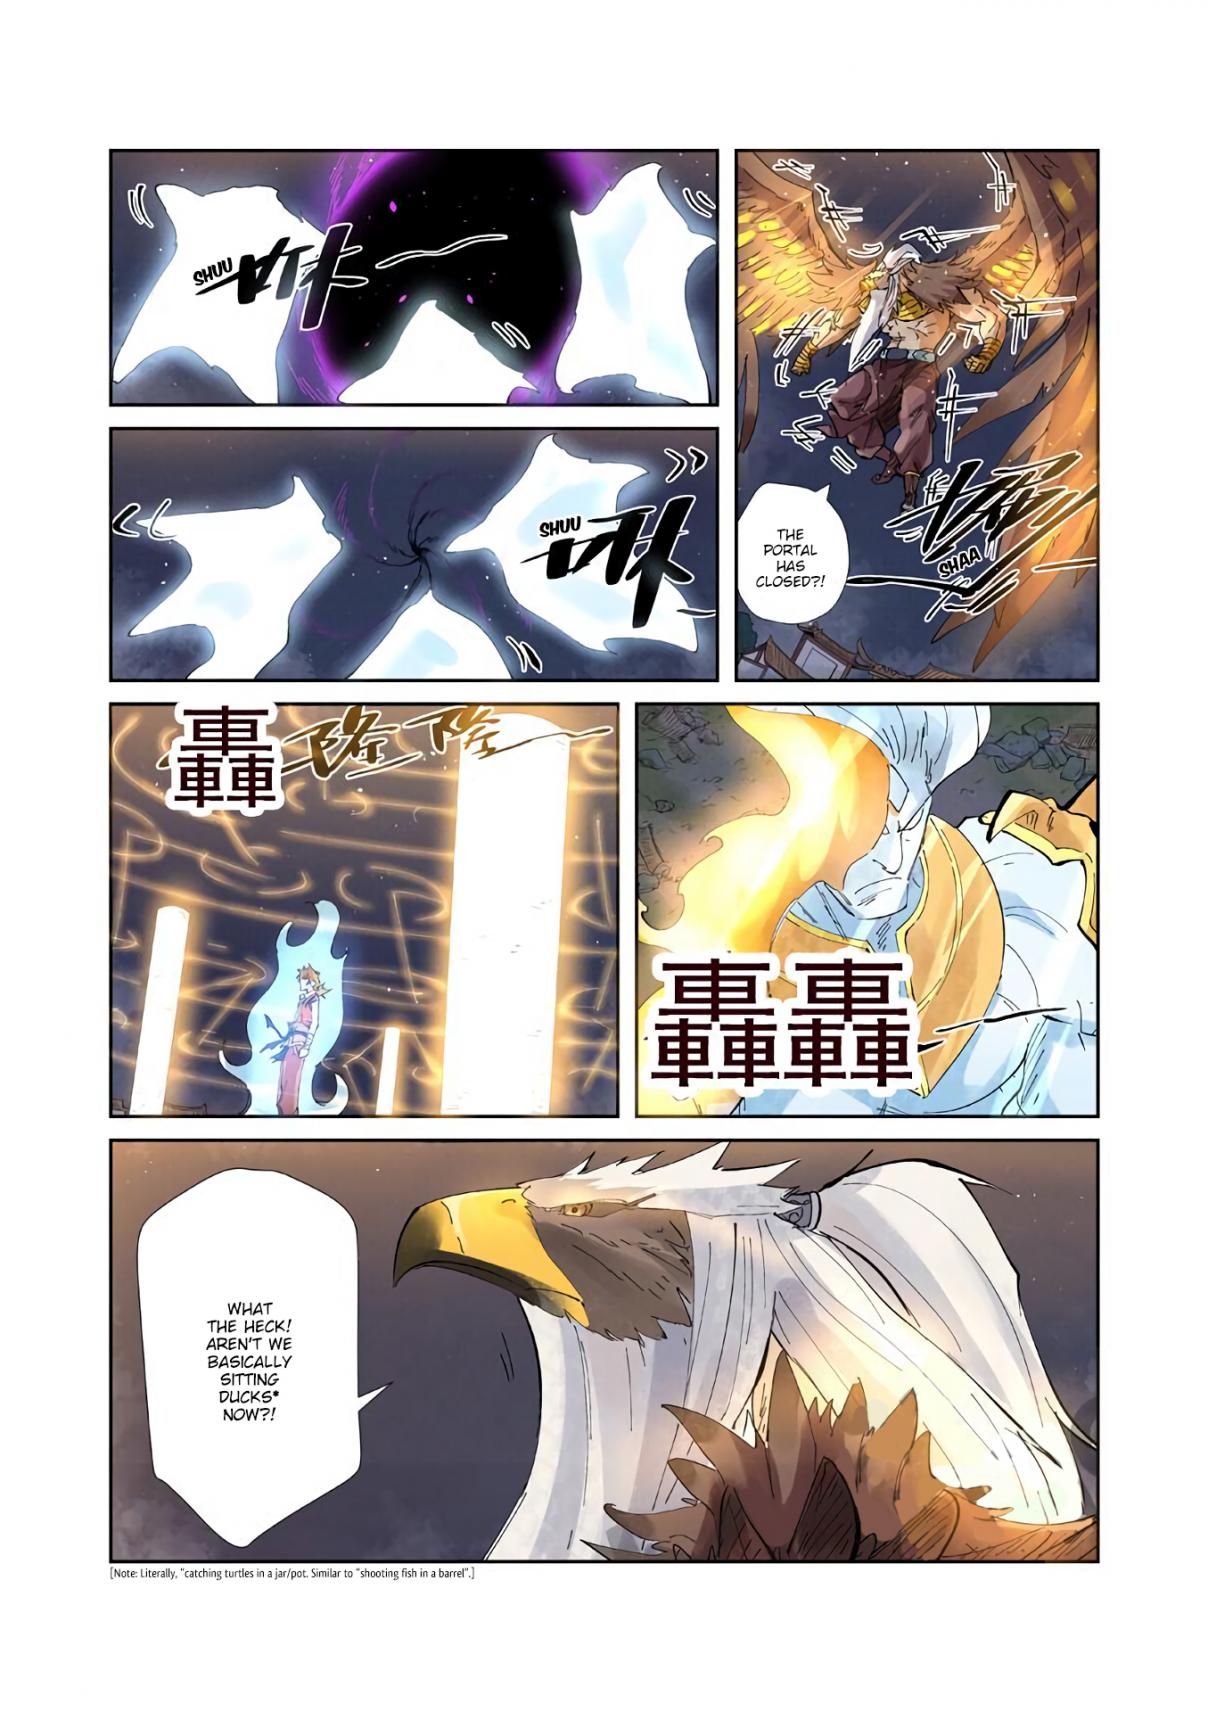 SHUU
咻
THE
PORTAL
HAS
CLOSED?!
SHAA
SHUU
咻
轟
隆隆
轟轟
WHAT
THE HECK!
AREN'T WE
BASICALLY
SITTING
DUCKS*
NOW?!
[Note: Literally, "catching turtles in a jar/pot. Similar to "shooting fish in a barrel".]